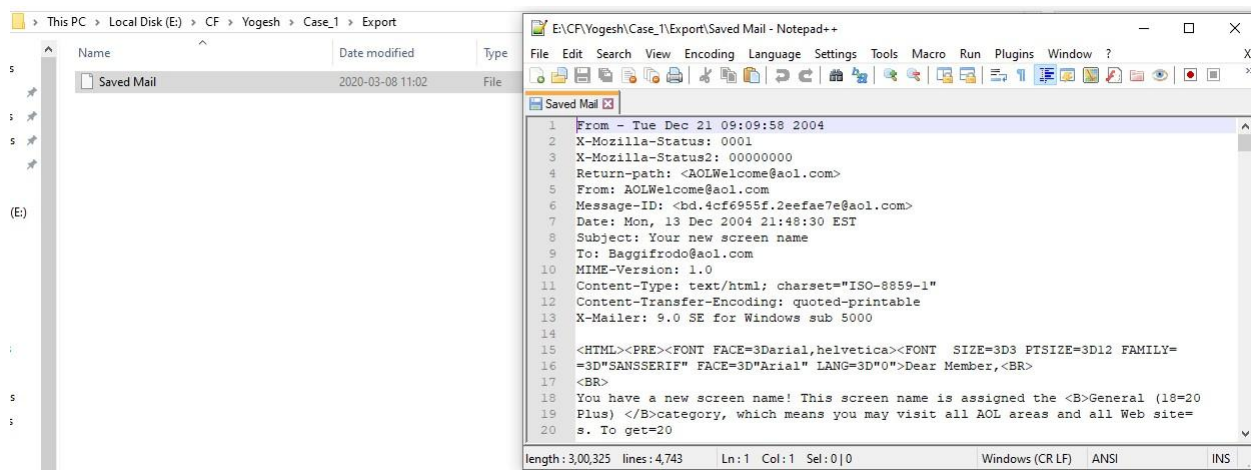 This PC > Local Disk (E:) > CF > Yogesh > Case_1 > Export
Name Date modified Type
Saved Mail 2020-03-08 11:02 File
s
s
s
(E:)
s
s
E:\CF\Yogesh\Case_1\Export\Saved Mail - Notepad++
File Edit Search View Encoding Language Settings Tools Macro Run Plugins Window ? X
Saved Mail
1 From - Tue Dec 21 09:09:58 2004
2 X-Mozilla-Status: 0001
3 X-Mozilla-Status2: 00000000
4 Return-path: <AOLWelcome@aol.com>
5 From: AOLWelcome@aol.com
6 Message-ID: <bd.4cf6955f.2eefae7e@aol.com>
7 Date: Mon, 13 Dec 2004 21:48:30 EST
8 Subject: Your new screen name
9 To: Baggifrodo@aol.com
10 MIME-Version: 1.0
11 Content-Type: text/html; charset="ISO-8859-1"
12 Content-Transfer-Encoding: quoted-printable
13 X-Mailer: 9.0 SE for Windows sub 5000
14
15 <HTML><PRE><FONT FACE=3Darial,helvetica><FONT  SIZE=3D3 PTSIZE=3D12 FAMILY=
16 =3D"SANSSERIF" FACE=3D"Arial" LANG=3D"0">Dear Member,<BR>
17 <BR>
18 You have a new screen name! This screen name is assigned the <B>General (18=20
19 Plus) </B>category, which means you may visit all AOL areas and all Web site=
20 s. To get=20
length : 3,00,325 lines : 4,743 Ln : 1 Col : 1 Sel : 0 | 0 Windows (CR LF) ANSI INS